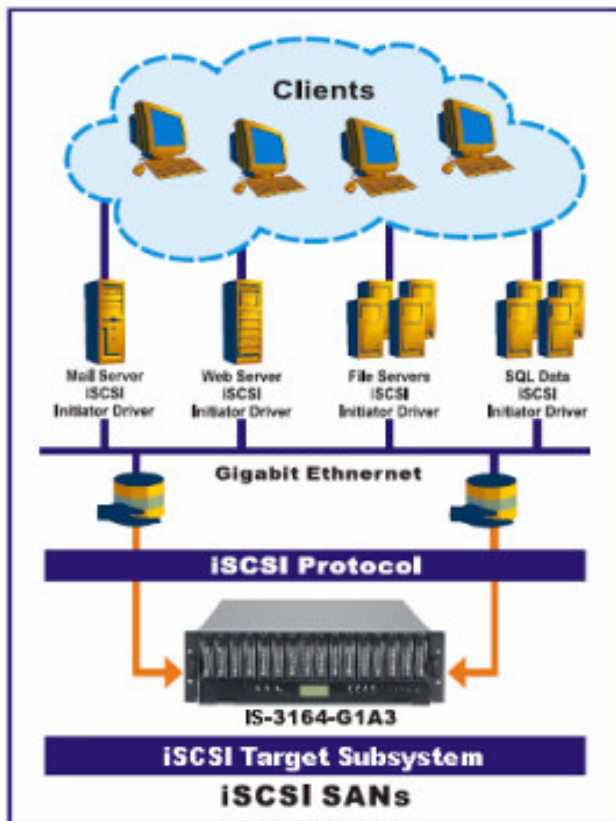 Clients
Mail Server
iSCSI
Initiator Driver
Web Server
iSCSI
Initiator Driver
File Servers
iSCSI
Initiator Driver
SQL Data
iSCSI
Initiator Driver
Gigabit Ethnernet
iSCSI Protocol
IS-3164-G1A3
iSCSI Target Subsystem
iSCSI SANs